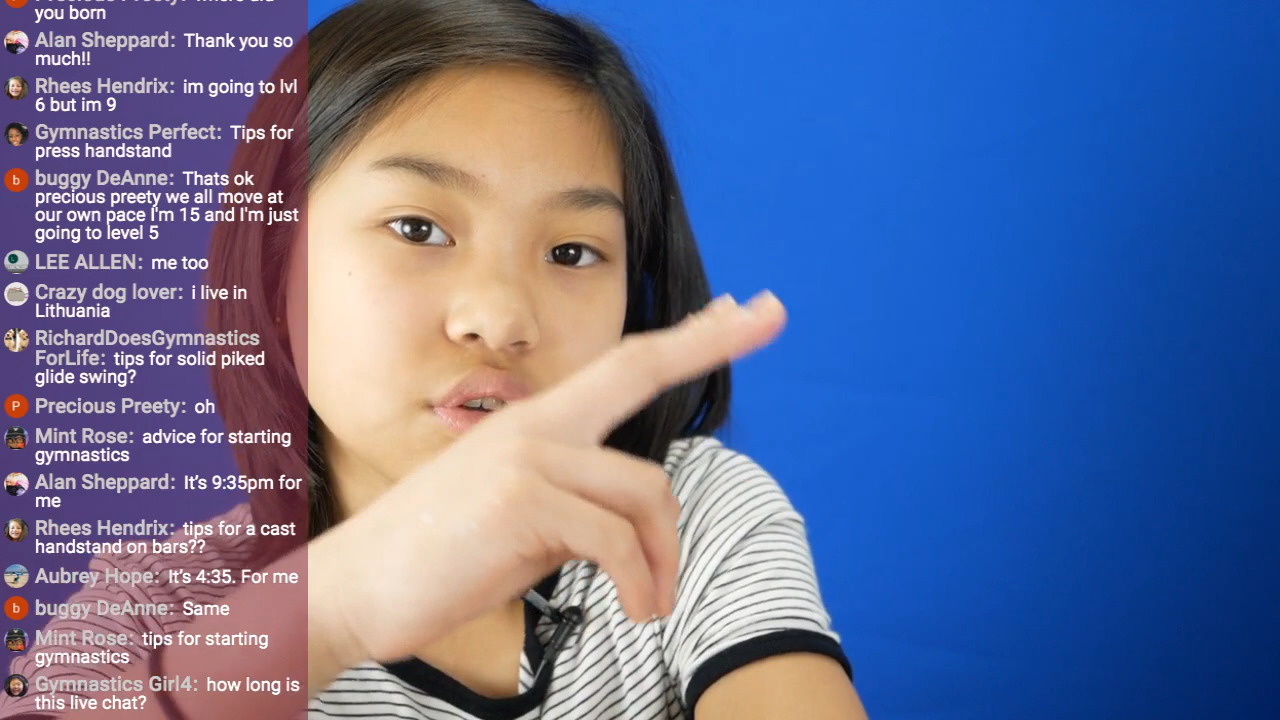 you born
Alan Sheppard: Thank you so
much!!
Rhees Hendrix: im going to lvl
6 but im 9
Gymnastics Perfect: Tips for
press handstand
b buggy DeAnne: Thats ok
precious preety we all move at
our own pace I'm 15 and I'm just
going to level 5
LEE ALLEN: me too
Crazy dog lover: i live in
Lithuania
RichardDoesGymnastics
ForLife: tips for solid piked
glide swing?
P Precious Preety: oh
Mint Rose: advice for starting
gymnastics
Alan Sheppard: It’s 9:35pm for
me
Rhees Hendrix: tips for a cast
handstand on bars??
Aubrey Hope: It’s 4:35. For me
b buggy DeAnne: Same
Mint Rose: tips for starting
gymnastics
Gymnastics Girl4: how long is
this live chat?